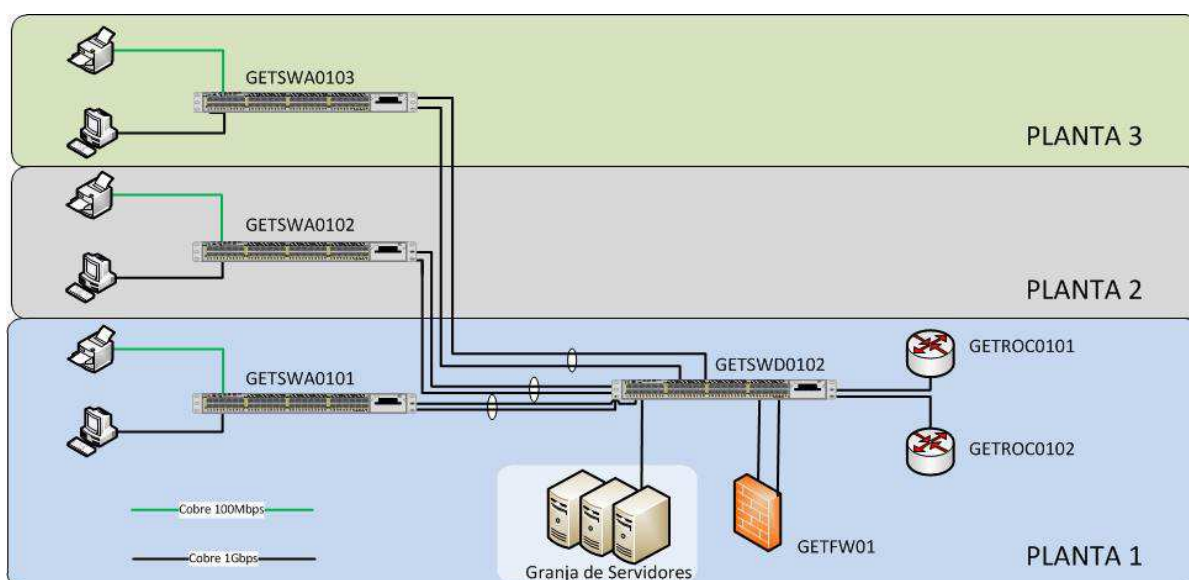 GETSWA0103
PLANTA 3
GETSWA0102
PLANTA 2
GETROC0101
GETSWD0102
GETSWA0101
GETROC0102
Cobre 100Mbps
GETFW01
Cobre 1Gbps
PLANTA 1
Granja de Servidores